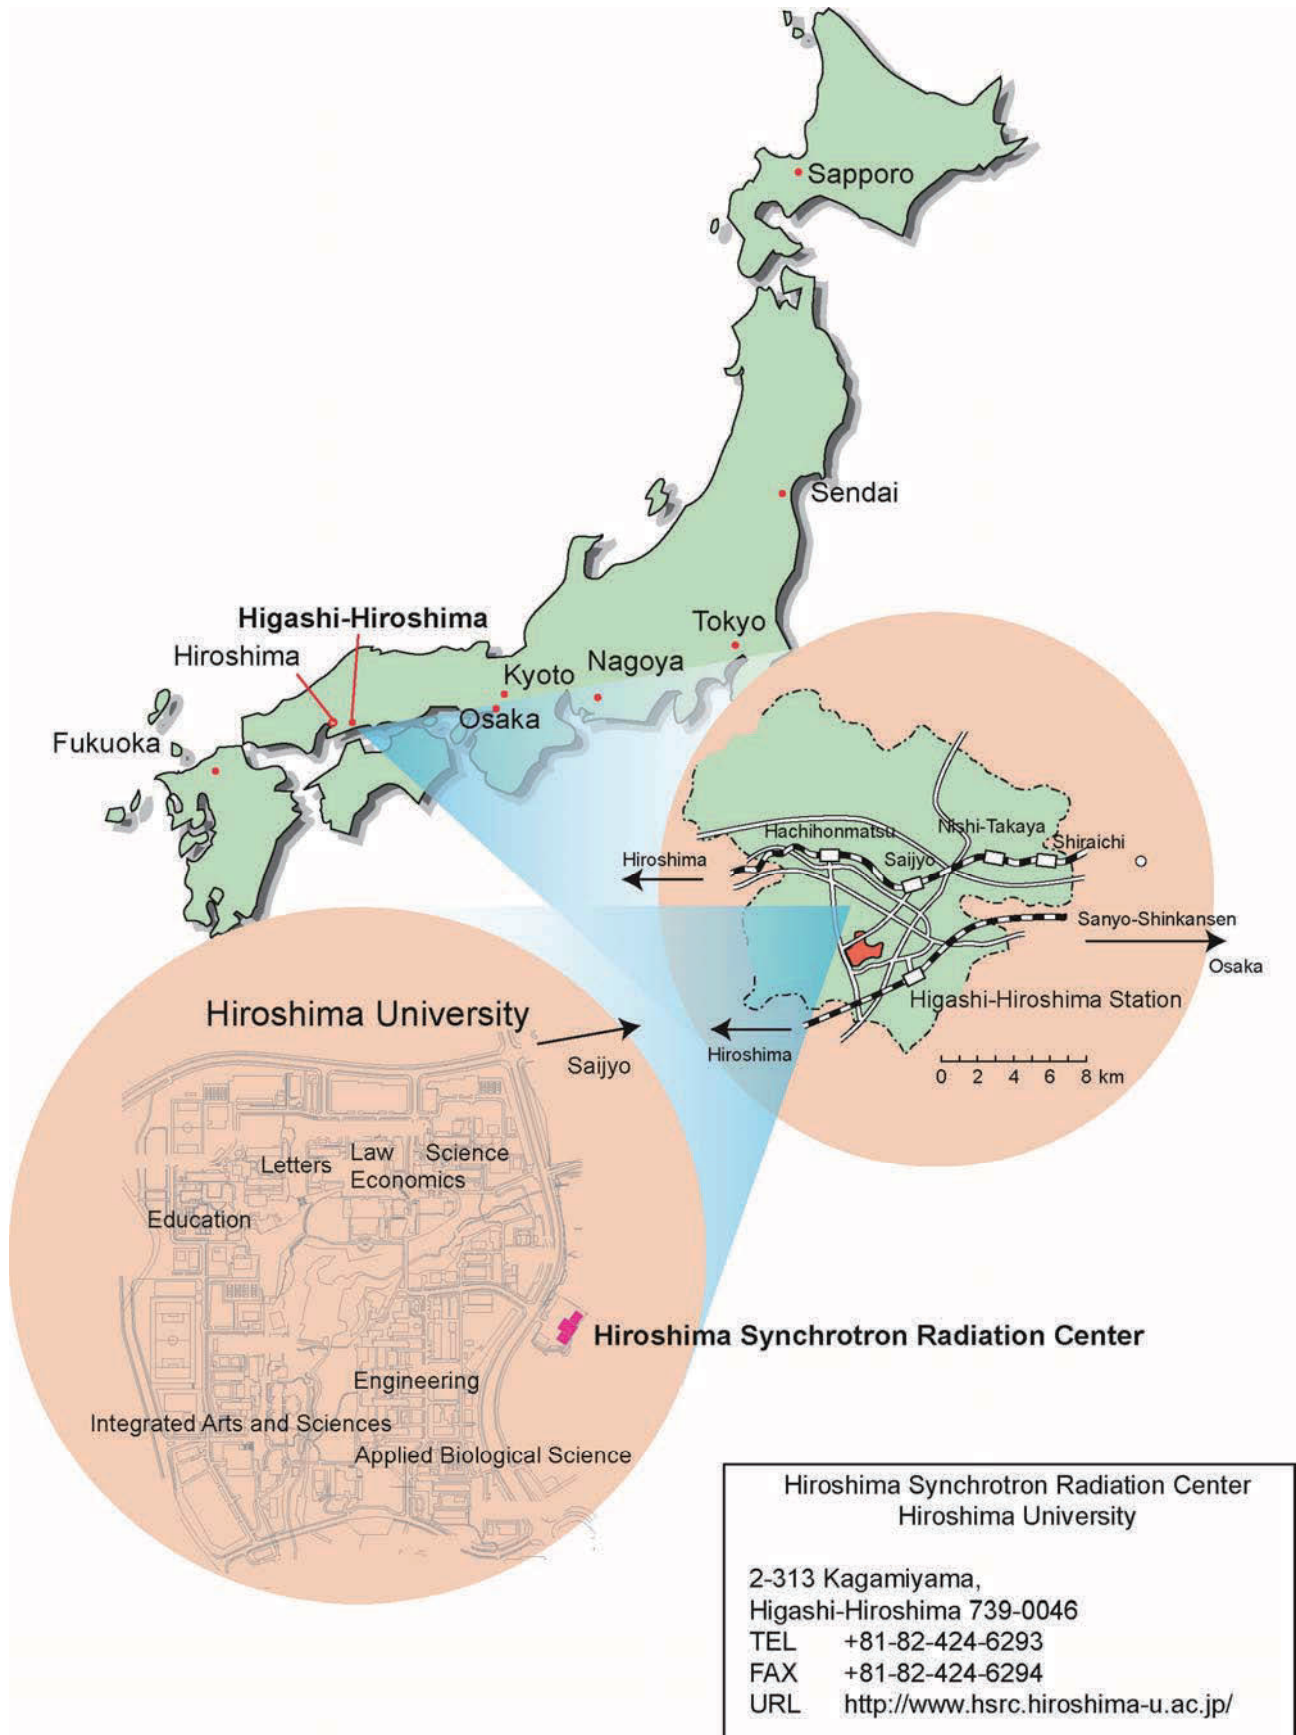 Sapporo
Sendai
Higashi-Hiroshima
Hiroshima
Tokyo
Nagoya
Kyoto
Osaka
Fukuoka
Hachihonmatsu
Nishi-Takaya
Shiraichi
Saijyo
Hiroshima
Sanyo-Shinkansen
Osaka
Higashi-Hiroshima Station
Hiroshima
0 2 4 6 8 km
Hiroshima University
Saijyo
Letters
Law
Economics
Science
Education
Hiroshima Synchrotron Radiation Center
Engineering
Integrated Arts and Sciences
Applied Biological Science
Hiroshima Synchrotron Radiation Center
Hiroshima University
2-313 Kagamiyama,
Higashi-Hiroshima 739-0046
TEL +81-82-424-6293
FAX +81-82-424-6294
URL http://www.hsrc.hiroshima-u.ac.jp/